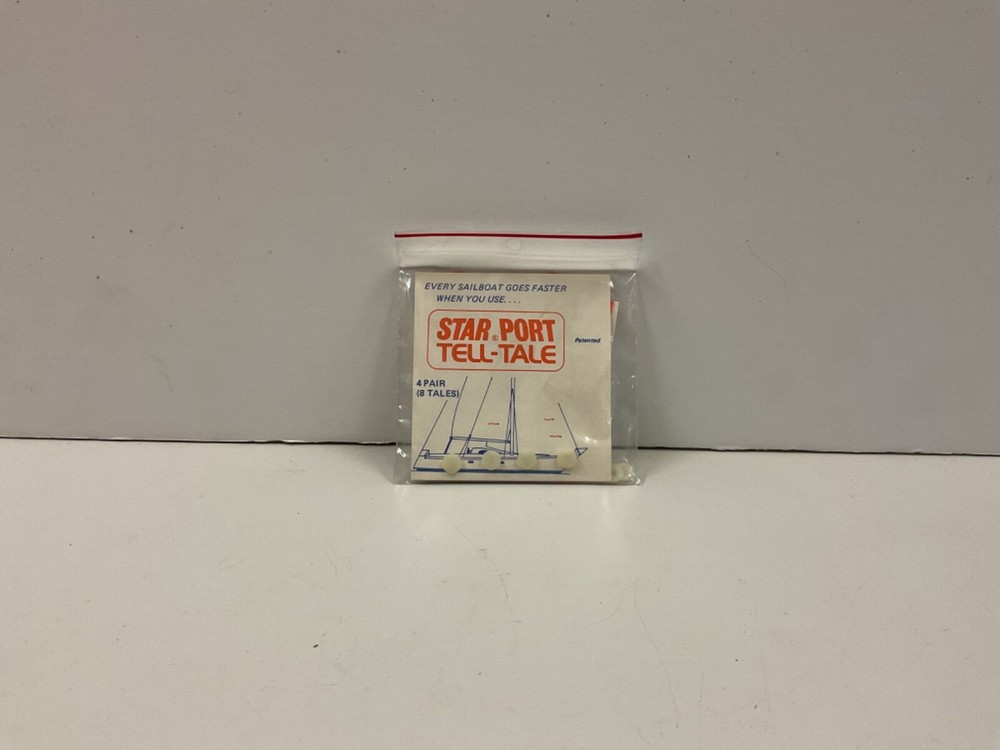 EVERY SAILBOAT GOES FASTER
WHEN YOU USE....
STAR © PORT
TELL-TALE
Patented
4 PAIR
(8 TALES)